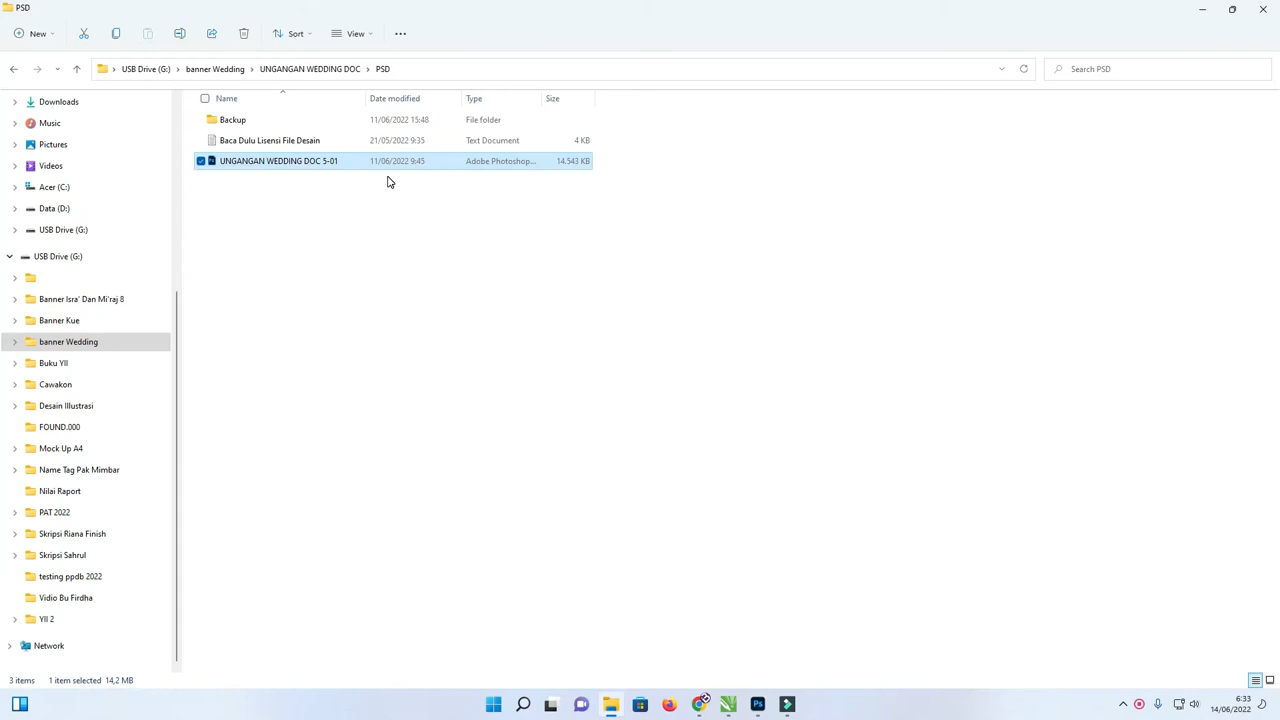 PSD
New
Sort
View
USB Drive (G:)
banner Wedding
UNGANGAN WEDDING DOC
PSD
Search PSD
Name
Date modified
Type
Size
Backup
11/06/2022 15:48
File folder
Baca Dulu Lisensi File Desain
21/05/2022 9:35
Text Document
4 KB
UNGANGAN WEDDING DOC 5-01
11/06/2022 9:45
Adobe Photoshop...
14.543 KB
Downloads
Music
Pictures
Videos
Acer (C:)
Data (D:)
USB Drive (G:)
USB Drive (G:)
Banner Isra' Dan Mi'raj 8
Banner Kue
banner Wedding
Buku YII
Cawakon
Desain Illustrasi
FOUND.000
Mock Up A4
Name Tag Pak Mimbar
Nilai Raport
PAT 2022
Skripsi Riana Finish
Skripsi Sahrul
testing ppdb 2022
Vidio Bu Firdha
YII 2
Network
3 items
1 item selected 14,2 MB
Ps
6:33
14/06/2022